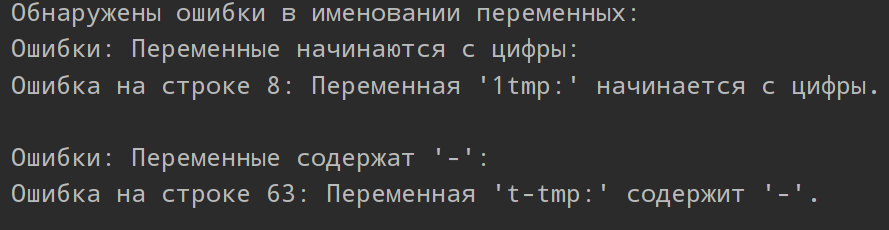 Обнаружены ошибки в именовании переменных:
Ошибки: Переменные начинаются с цифры:
Ошибка на строке 8: Переменная '1tmp:' начинается с цифры.
Ошибки: Переменные содержат '-':
Ошибка на строке 63: Переменная 't-tmp:' содержит '-'.